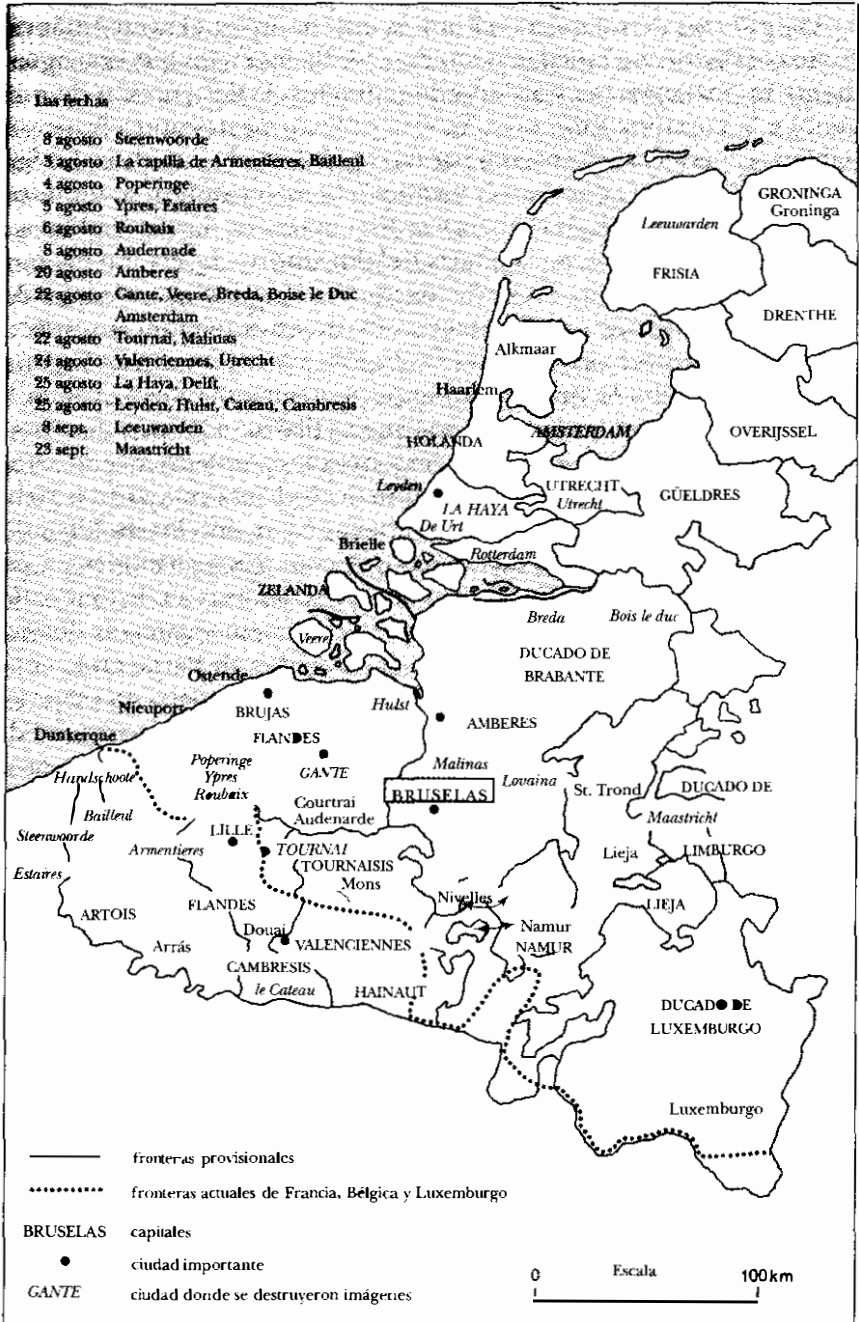 Las fechas
8 agosto Steenwoorde
3 agosto La capilla de Armentieres, Bailleul
4 agosto Poperinge
5 agosto Ypres, Estaires
6 agosto Roubaix
8 agosto Audernade
20 agosto Amberes
22 agosto Gante, Veere, Breda, Boise le Duc
Amsterdam
22 agosto Tournai, Malinas
24 agosto Valenciennes, Utrecht
25 agosto La Haya, Delft
25 agosto Leyden, Hulst, Cateau, Cambresis
8 sept. Leeuwarden
23 sept. Maastricht
GRONINGA
Groninga
Leeuwarden
FRISIA
DRENTHE
Alkmaar
Haarlem
HOLANDA
AMSTERDAM
OVERIJSSEL
Leyden
LA HAYA
De Urt
UTRECHT
Utrecht
GÜELDRES
Brielle
Rotterdam
ZELANDA
Veere
Breda
Bois le duc
DUCADO DE
BRABANTE
Ostende
BRUJAS
Hulst
AMBERES
Nieuport
FLANDES
Dunkerque
GANTE
Malinas
Poperinge
Ypres
Roubaix
Handschoote
Bailleul
BRUSELAS
Lovaina
St. Trond
DUCADO DE
Courtrai
Audenarde
Steenwoorde
LILLE
Armentieres
TOURNAI
TOURNAISIS
Mons
Maastricht
LIMBURGO
Lieja
LIEJA
Estaires
Nivelles
ARTOIS
FLANDES
Douai
Namur
NAMUR
Arrás
VALENCIENNES
CAMBRESIS
le Cateau
HAINAUT
DUCADO DE
LUXEMBURGO
Luxemburgo
fronteras provisionales
fronteras actuales de Francia, Bélgica y Luxemburgo
BRUSELAS capitales
ciudad importante
GANTE ciudad donde se destruyeron imágenes
0 Escala 100km